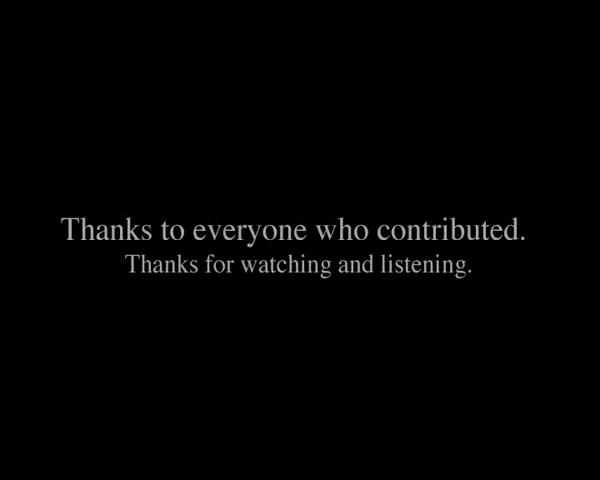 Thanks to everyone who contributed.
Thanks for watching and listening.